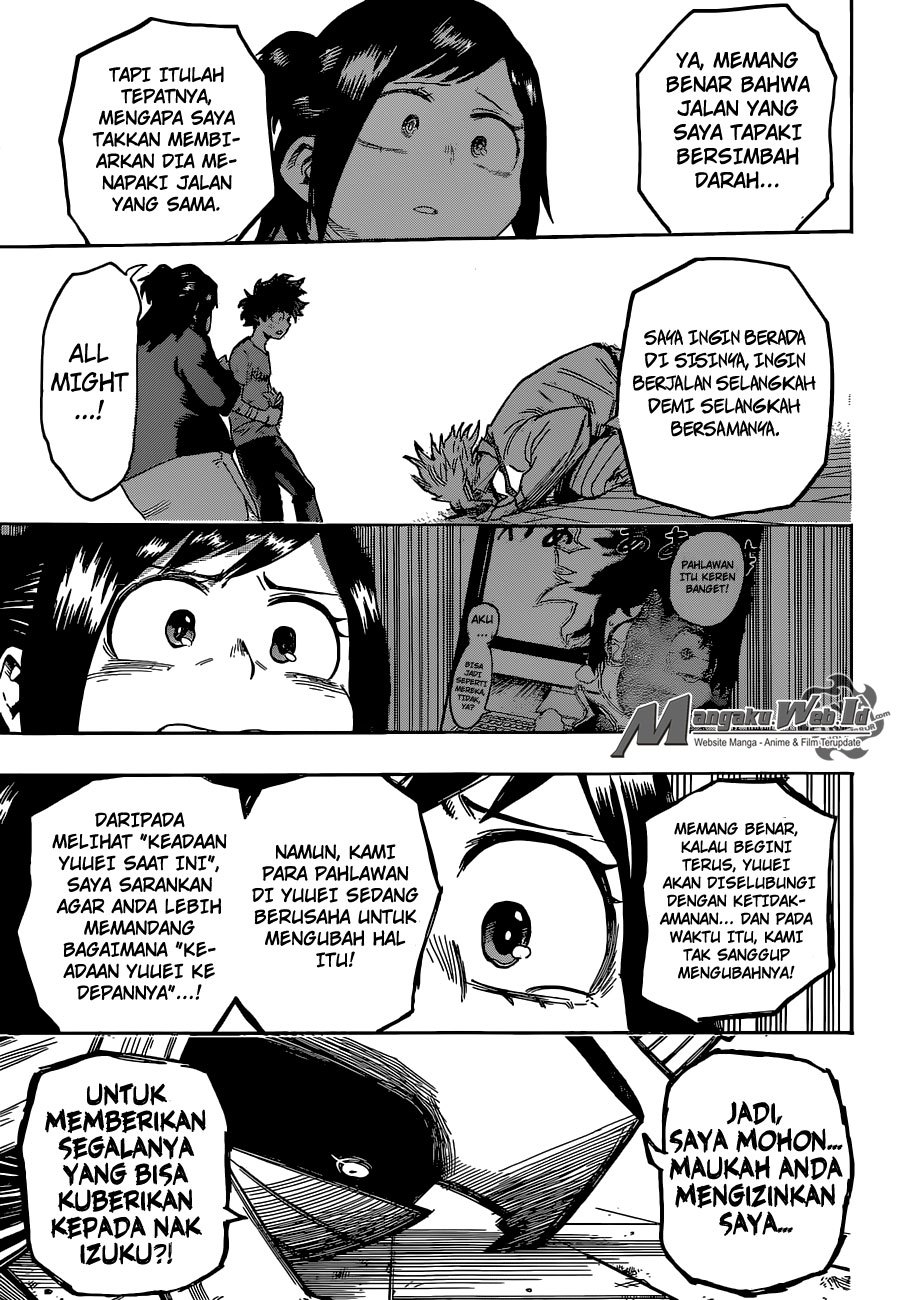 YA, MEMANG
BENAR BAHWA
JALAN YANG
SAYA TAPAKI
BERSIMBAH
DARAH...
TAPI ITULAH
TEPATNYA,
MENGAPA SAYA
TAKKAN MEMBI-
ARKAN DIA ME-
NAPAKI JALAN
YANG SAMA.
SAYA INGIN BERADA
DI SISINYA, INGIN
BERJALAN SELANGKAH
DEMI SELANGKAH
BERSAMANYA.
ALL
MIGHT
...!
PAHLAWAN
ITU KEREN
BANGET!
AKU
...
BISA
JADI
SEPERTI
MEREKA,
TIDAK,
YA?
Mangaku.Web.Id
Website Manga - Anime & Film Terupdate
MEMANG BENAR,
KALAU BEGINI
TERUS, YUUEI
AKAN DISELUBUNGI
DENGAN KETIDAK-
AMANAN... DAN PADA
WAKTU ITU, KAMI
TAK SANGGUP
MENGUBAHNYA!
NAMUN, KAMI
PARA PAHLAWAN
DI YUUEI SEDANG
BERUSAHA UNTUK
MENGUBAH HAL
ITU!
DARIPADA
MELIHAT "KEADAAN
YUUEI SAAT INI",
SAYA SARANKAN
AGAR ANDA LEBIH
MEMANDANG
BAGAIMANA "KE-
ADAAN YUUEI KE
DEPANNYA"...!
JADI,
SAYA MOHON...
MAUKAH ANDA
MENGIZINKAN
SAYA...
UNTUK
MEMBERIKAN
SEGALANYA
YANG BISA
KUBERIKAN
KEPADA NAK
IZUKU?!